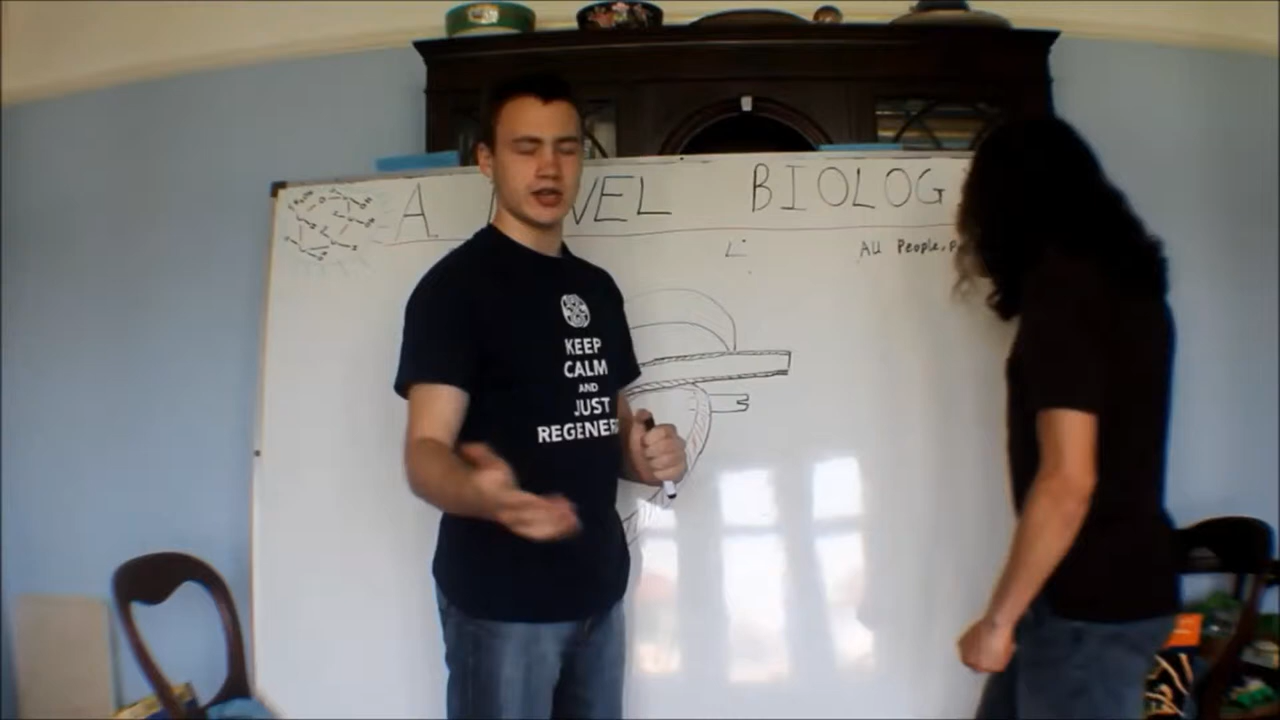 A VEL BIOLOG
All People, P
KEEP
CALM
AND
JUST
REGENER